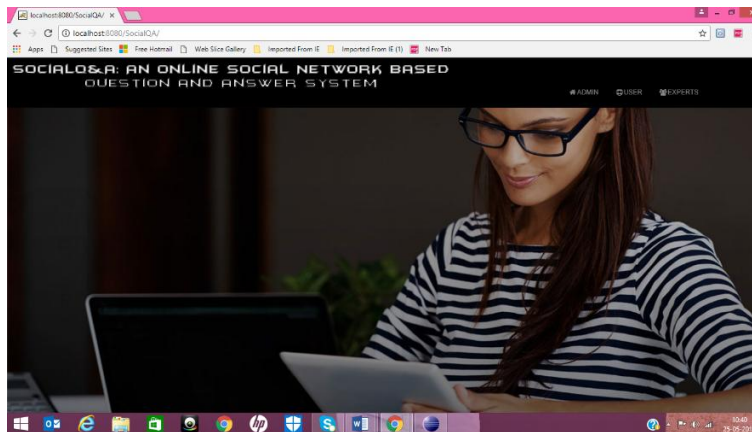 localhost:8080/SocialQA/
localhost:8080/SocialQA/
Apps Suggested Sites Free Hotmail Web Slice Gallery Imported From IE Imported From IE (1) New Tab
SOCIALQ&A: AN ONLINE SOCIAL NETWORK BASED
QUESTION AND ANSWER SYSTEM
ADMIN USER EXPERTS
10:40